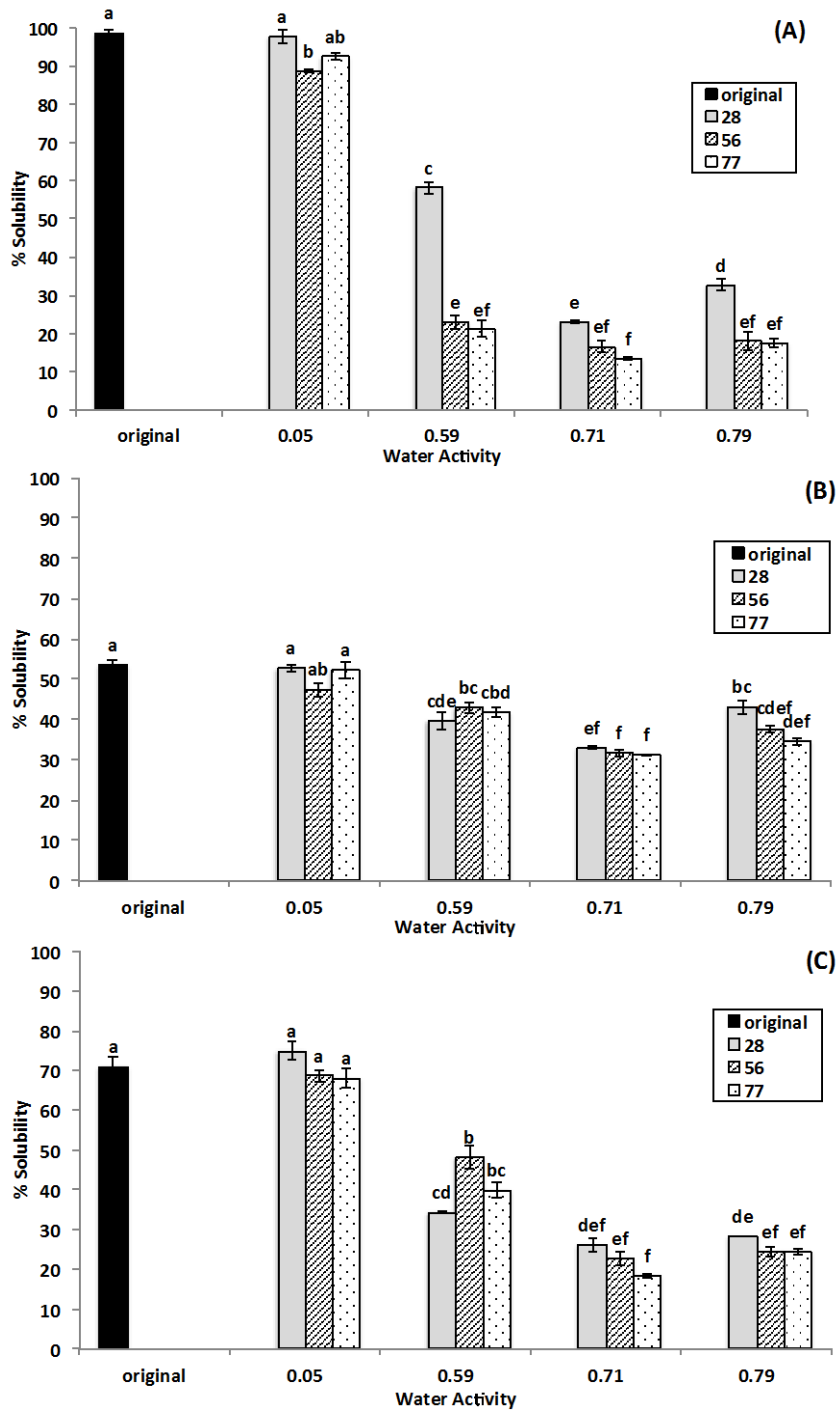 (A)
100
90
80
70
60
50
40
30
20
10
0
% Solubility
a
a
b
ab
c
e
ef
e
ef
f
d
ef
ef
original
28
56
77
original 0.05 0.59 0.71 0.79
Water Activity
(B)
100
90
80
70
60
50
40
30
20
10
0
% Solubility
a
a
ab
a
cde
bc
cbd
ef
f
f
bc
cdef
def
original
28
56
77
original 0.05 0.59 0.71 0.79
Water Activity
(C)
100
90
80
70
60
50
40
30
20
10
0
% Solubility
a
a
a
a
cd
b
bc
def
ef
f
de
ef
ef
original
28
56
77
original 0.05 0.59 0.71 0.79
Water Activity